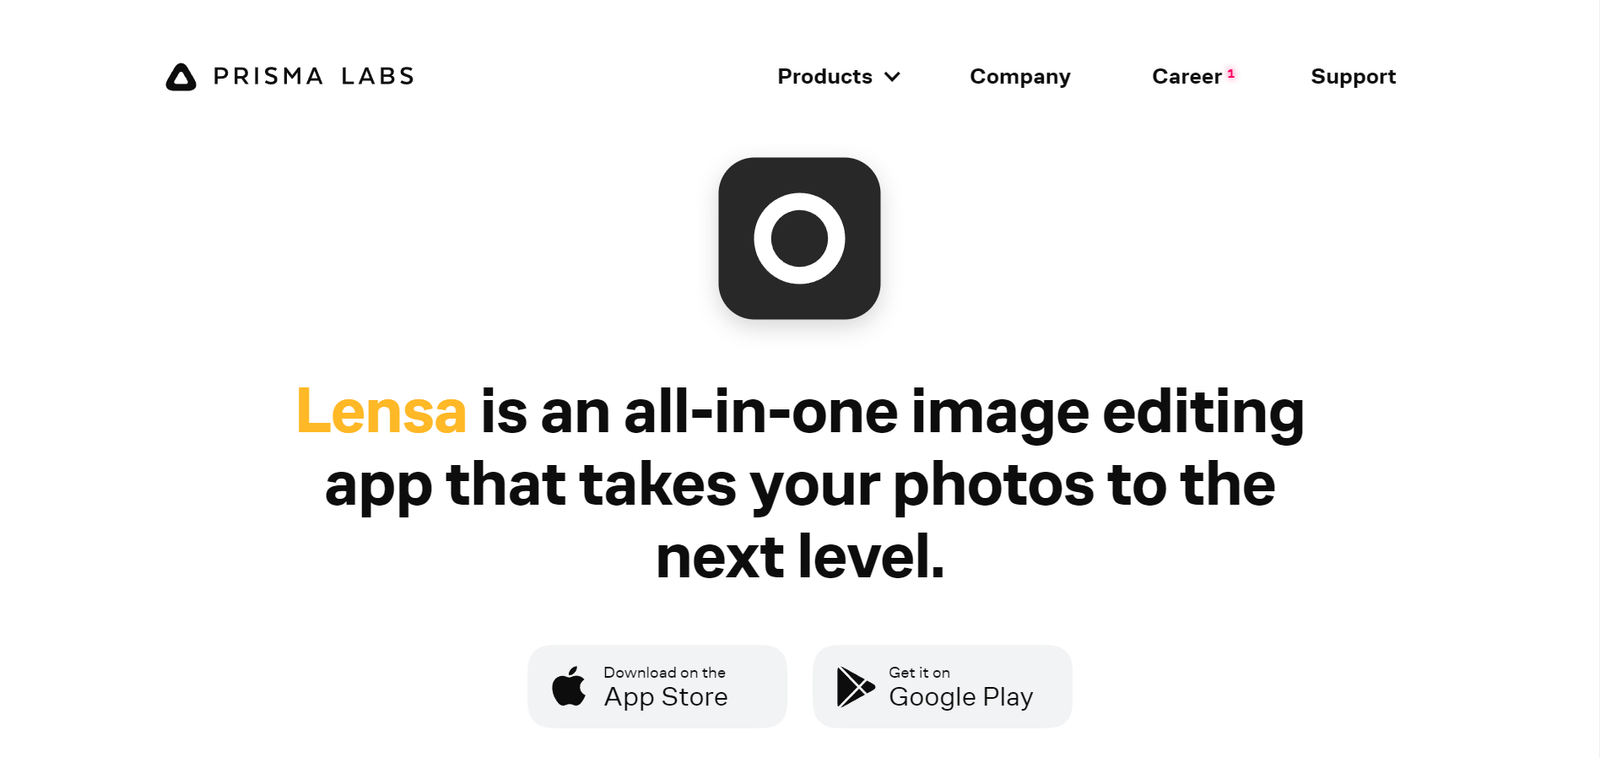 PRISMA LABS
Products
Company
Career 1
Support
Lensa is an all-in-one image editing
app that takes your photos to the
next level.
Download on the
App Store
Get it on
Google Play